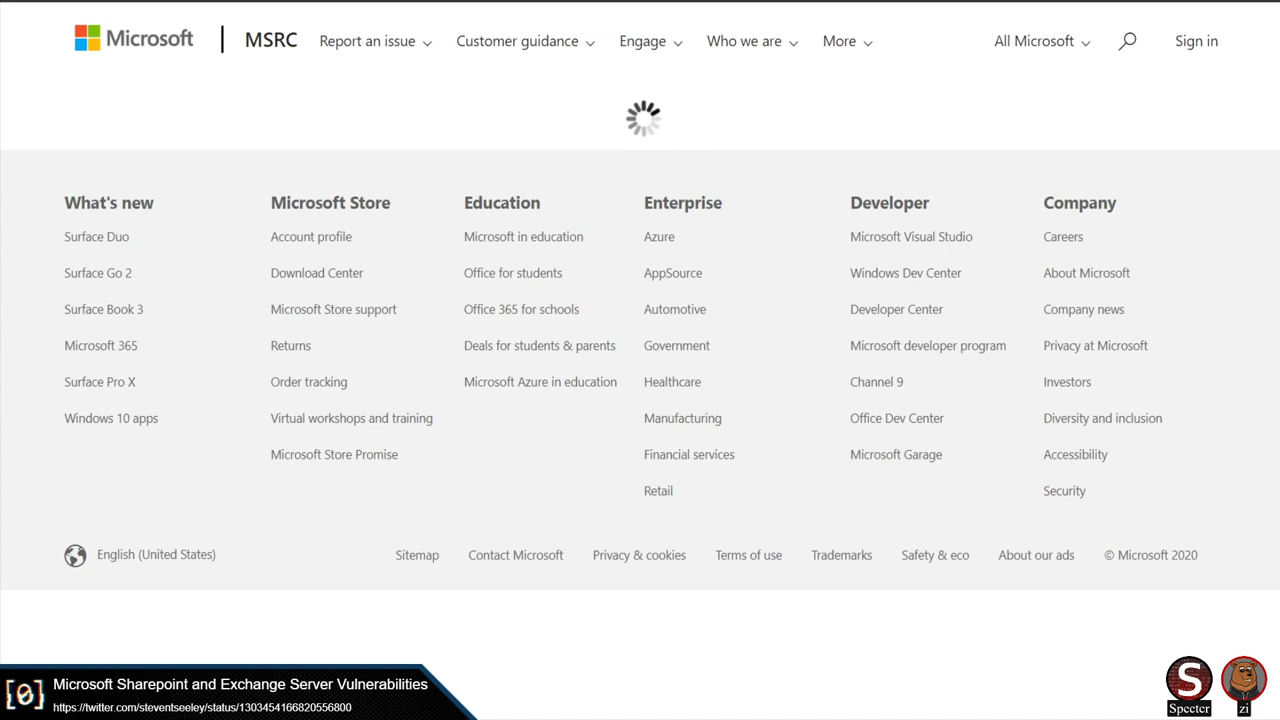 Microsoft | MSRC Report an issue Customer guidance Engage Who we are More All Microsoft Sign in
What's new Microsoft Store Education Enterprise Developer Company
Surface Duo Account profile Microsoft in education Azure Microsoft Visual Studio Careers
Surface Go 2 Download Center Office for students AppSource Windows Dev Center About Microsoft
Surface Book 3 Microsoft Store support Office 365 for schools Automotive Developer Center Company news
Microsoft 365 Returns Deals for students & parents Government Microsoft developer program Privacy at Microsoft
Surface Pro X Order tracking Microsoft Azure in education Healthcare Channel 9 Investors
Windows 10 apps Virtual workshops and training Manufacturing Office Dev Center Diversity and inclusion
Microsoft Store Promise Financial services Microsoft Garage Accessibility
Retail Security
English (United States) Sitemap Contact Microsoft Privacy & cookies Terms of use Trademarks Safety & eco About our ads © Microsoft 2020
[0] Microsoft Sharepoint and Exchange Server Vulnerabilities
https://twitter.com/steventseeley/status/1303454166820556800
S
Specter zi